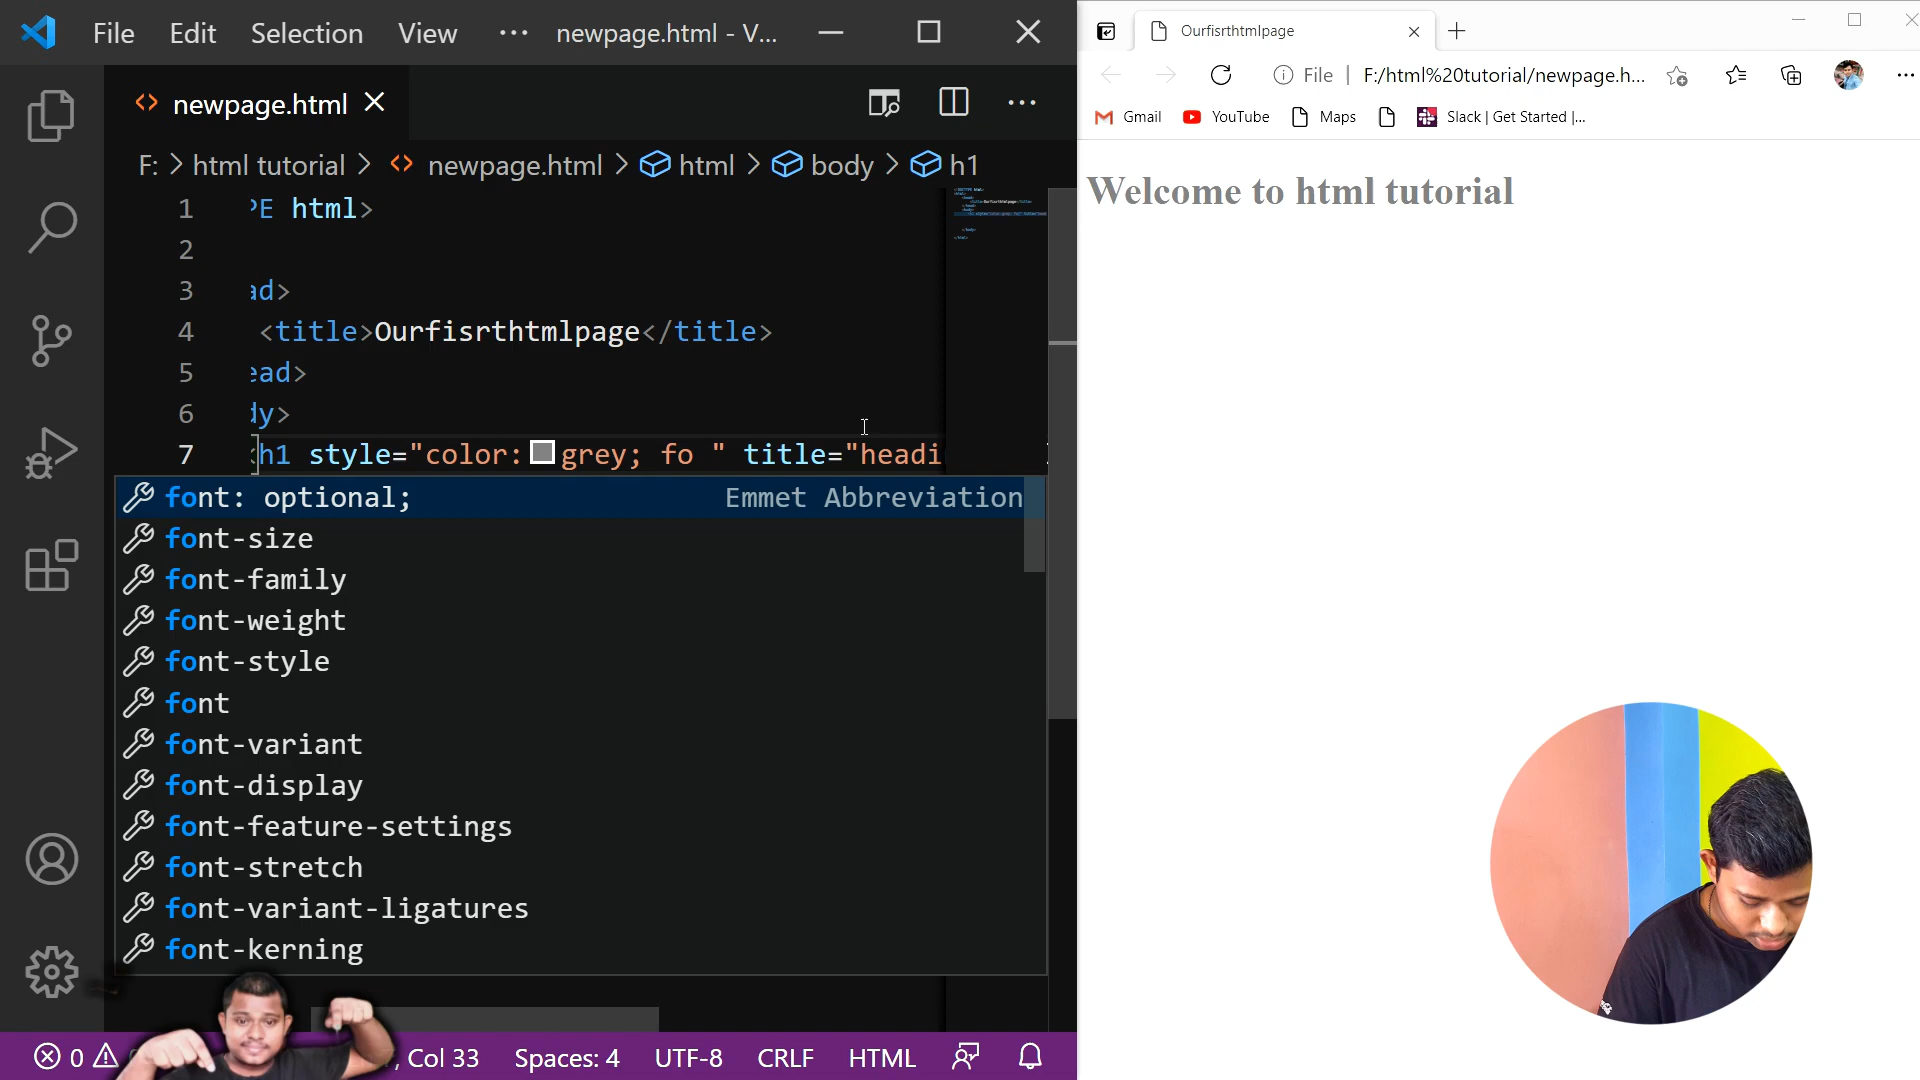 File Edit Selection View ··· newpage.html - V...
newpage.html
F: > html tutorial > newpage.html > html > body > h1
1 PE html>
2
3 ad>
4 <title>Ourfisrthtmlpage</title>
5 ead>
6 dy>
7 h1 style="color: grey; fo " title="headi
font: optional; Emmet Abbreviation
font-size
font-family
font-weight
font-style
font
font-variant
font-display
font-feature-settings
font-stretch
font-variant-ligatures
font-kerning
0 , Col 33 Spaces: 4 UTF-8 CRLF HTML
Ourfisrthtmlpage
File | F:/html%20tutorial/newpage.h...
Gmail YouTube Maps Slack | Get Started |...
Welcome to html tutorial